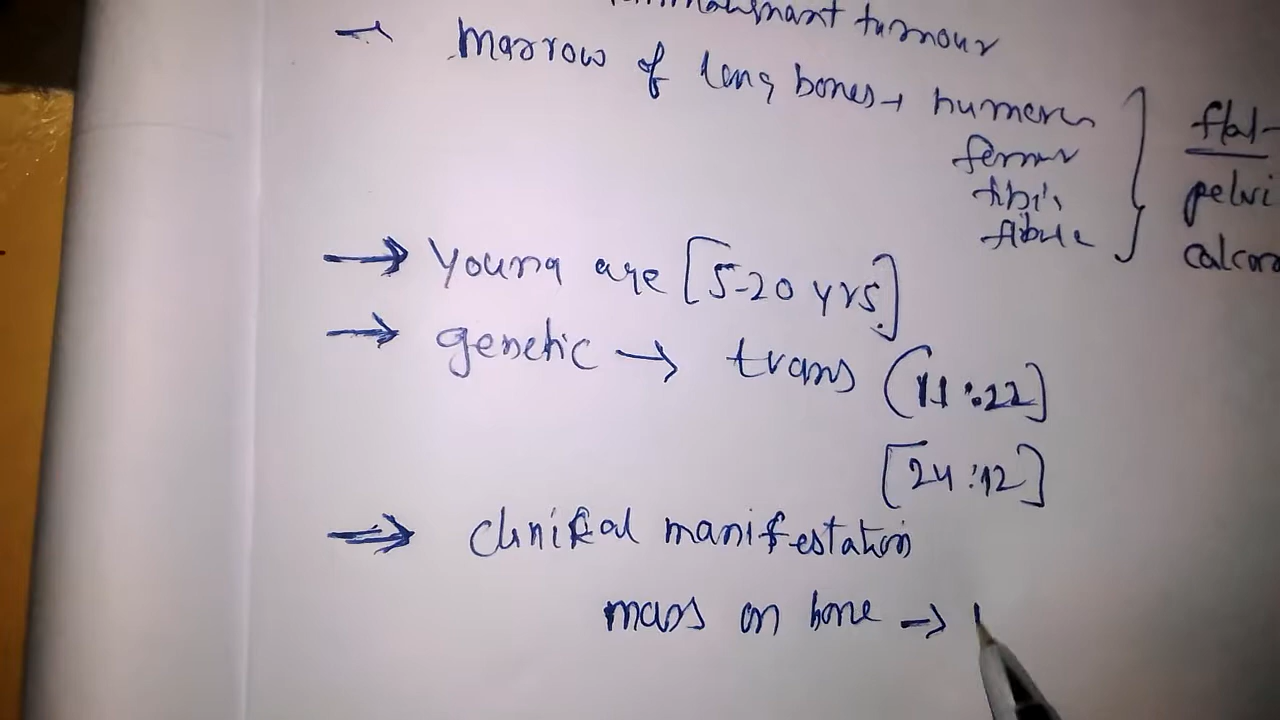 malignant tumour
Marrow of long bones → humerus } flat
femur pelvi
tibia calcan
fibula
→ Young age [5-20 yrs.]
→ genetic → trans (11:22]
[24:12]
⇒ clinical manifestation
mass on bone →